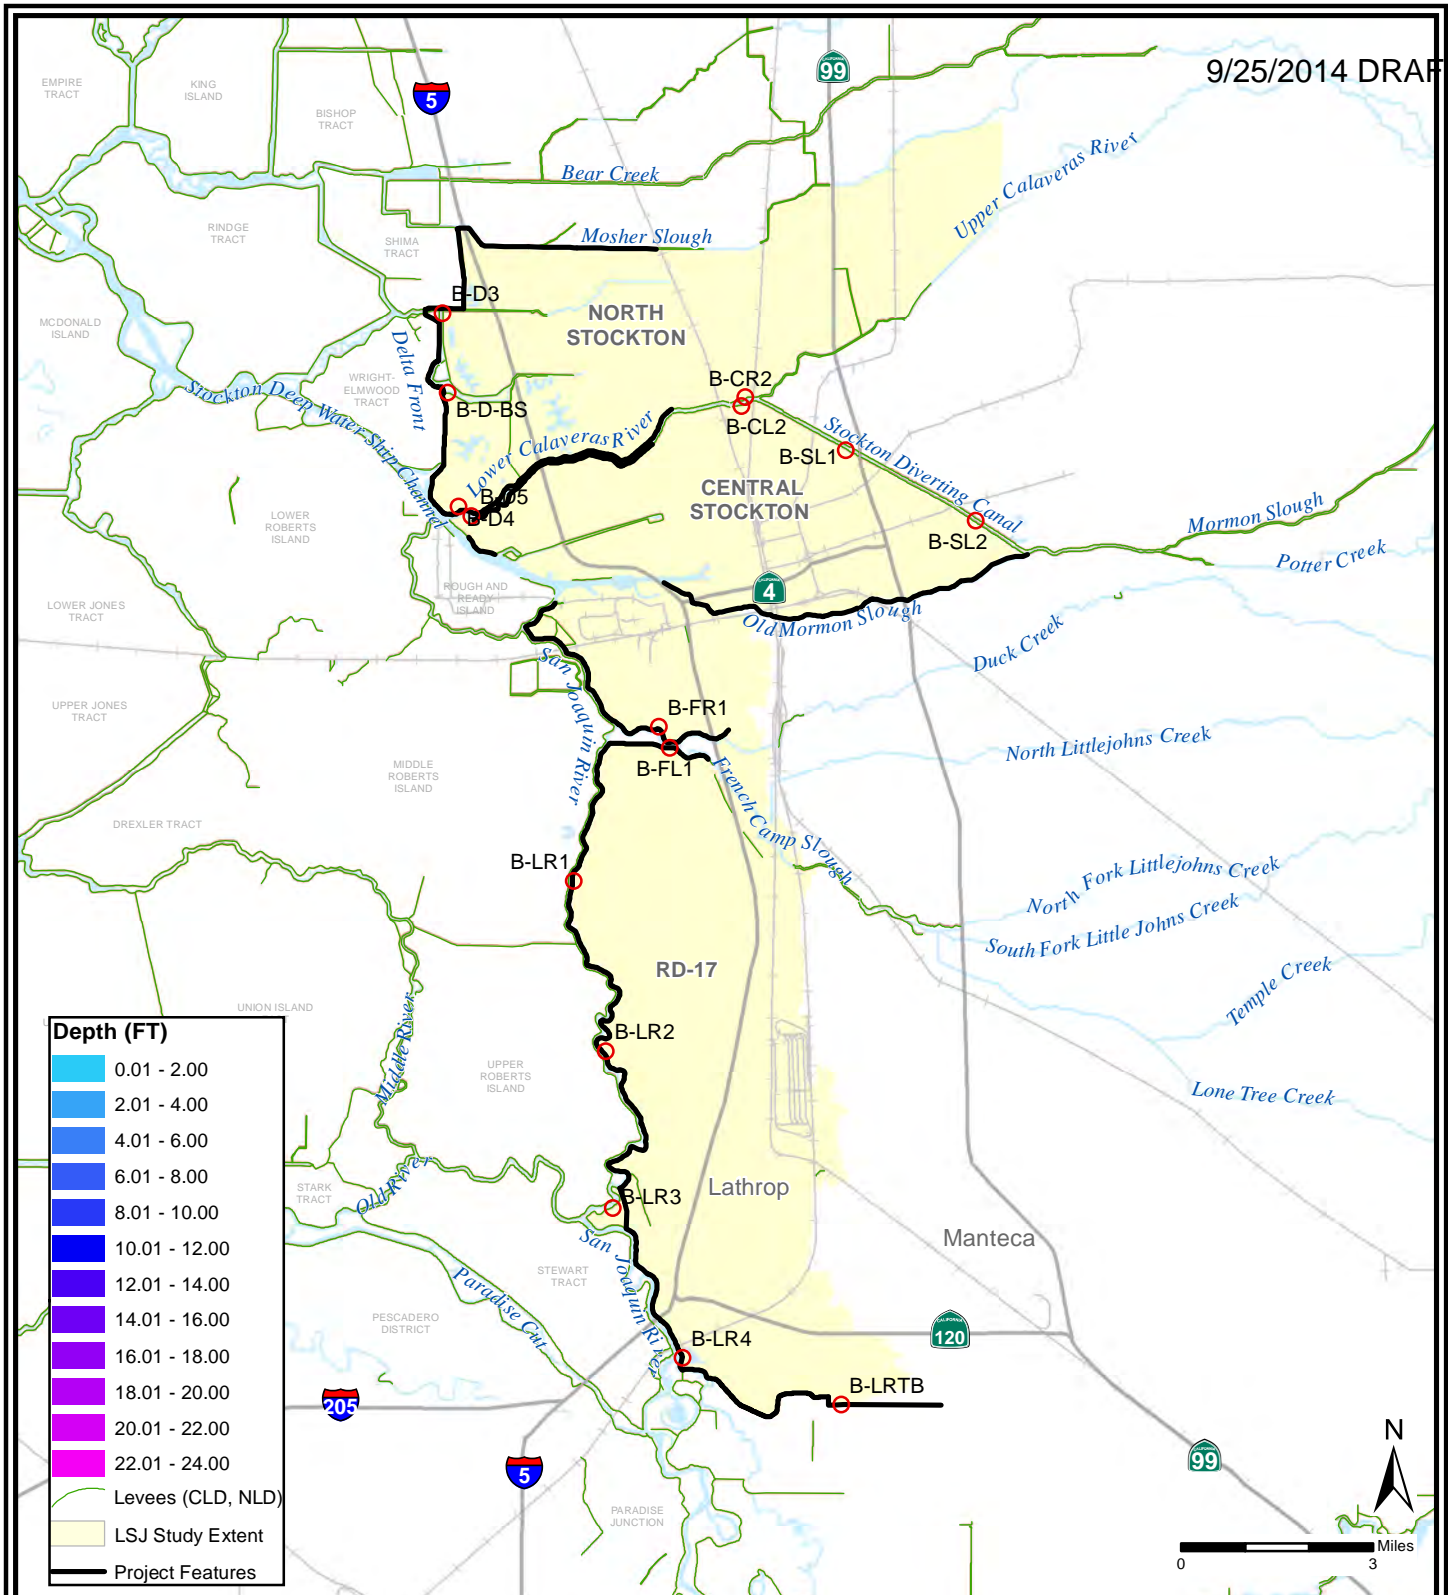 9/25/2014 DRAF
EMPIRE
TRACT
KING
ISLAND
BISHOP
TRACT
5
CALIFORNIA
99
Bear Creek
Upper Calaveras River
RINDGE
TRACT
SHIMA
TRACT
Mosher Slough
B-D3
NORTH
STOCKTON
MCDONALD
ISLAND
Delta Front
WRIGHT-
ELMWOOD
TRACT
Stockton Deep Water Ship Channel
B-D-BS
B-CR2
B-CL2
Lower Calaveras River
Stockton Diverting Canal
B-SL1
CENTRAL
STOCKTON
B-D5
B-D4
B-SL2
Mormon Slough
Potter Creek
LOWER
ROBERTS
ISLAND
ROUGH AND
READY
ISLAND
CALIFORNIA
4
Old Mormon Slough
LOWER JONES
TRACT
Duck Creek
San Joaquin River
UPPER JONES
TRACT
B-FR1
B-FL1
North Littlejohns Creek
MIDDLE
ROBERTS
ISLAND
French Camp Slough
DREXLER TRACT
B-LR1
North Fork Littlejohns Creek
South Fork Little Johns Creek
RD-17
Temple Creek
UNION ISLAND
Middle River
B-LR2
UPPER
ROBERTS
ISLAND
Lone Tree Creek
STARK
TRACT
Old River
B-LR3
Lathrop
Manteca
San Joaquin River
STEWART
TRACT
Paradise Cut
PESCADERO
DISTRICT
B-LR4
CALIFORNIA
120
B-LRTB
205
5
CALIFORNIA
99
PARADISE
JUNCTION
N
Miles
0
3
Depth (FT)
0.01 - 2.00
2.01 - 4.00
4.01 - 6.00
6.01 - 8.00
8.01 - 10.00
10.01 - 12.00
12.01 - 14.00
14.01 - 16.00
16.01 - 18.00
18.01 - 20.00
20.01 - 22.00
22.01 - 24.00
Levees (CLD, NLD)
LSJ Study Extent
Project Features